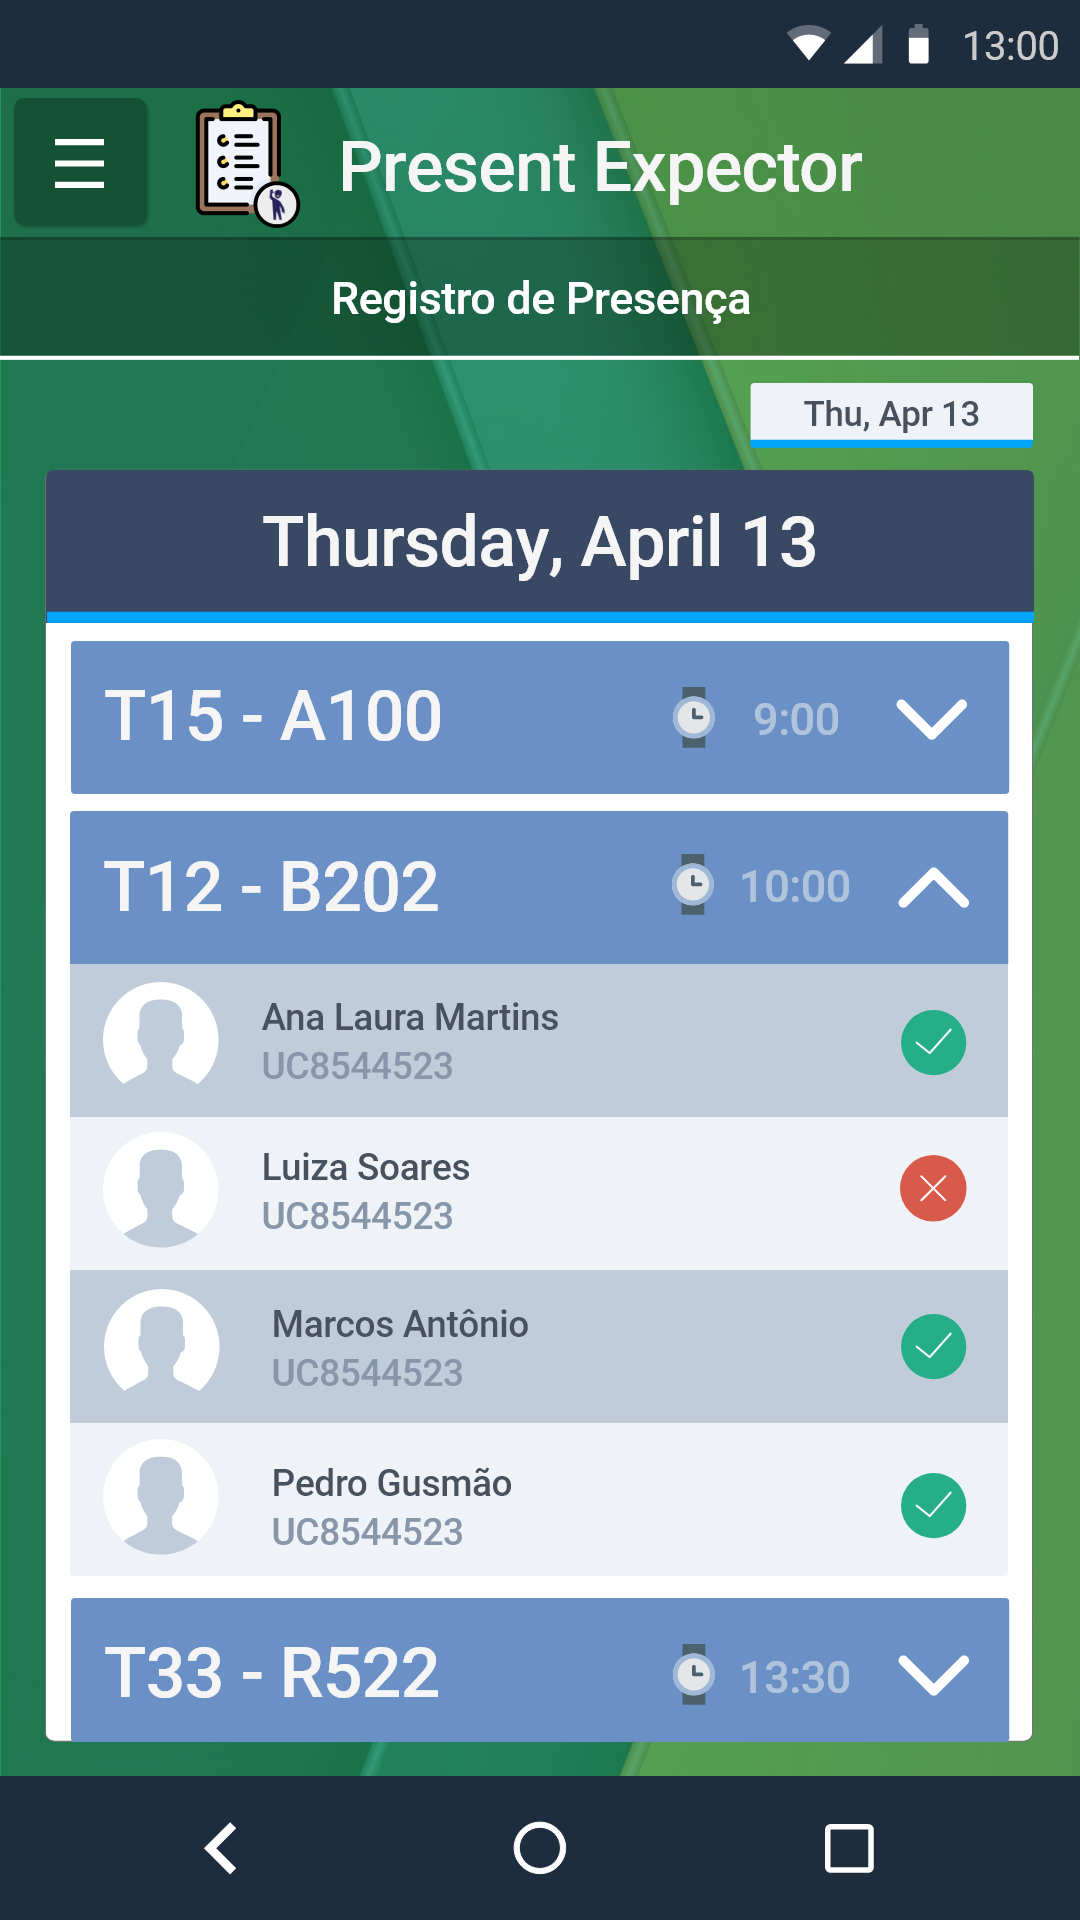 13:00
Present Expector
Registro de Presença
Thu, Apr 13
Thursday, April 13
T15 - A100 9:00
T12 - B202 10:00
Ana Laura Martins
UC8544523
Luiza Soares
UC8544523
Marcos Antônio
UC8544523
Pedro Gusmão
UC8544523
T33 - R522 13:30